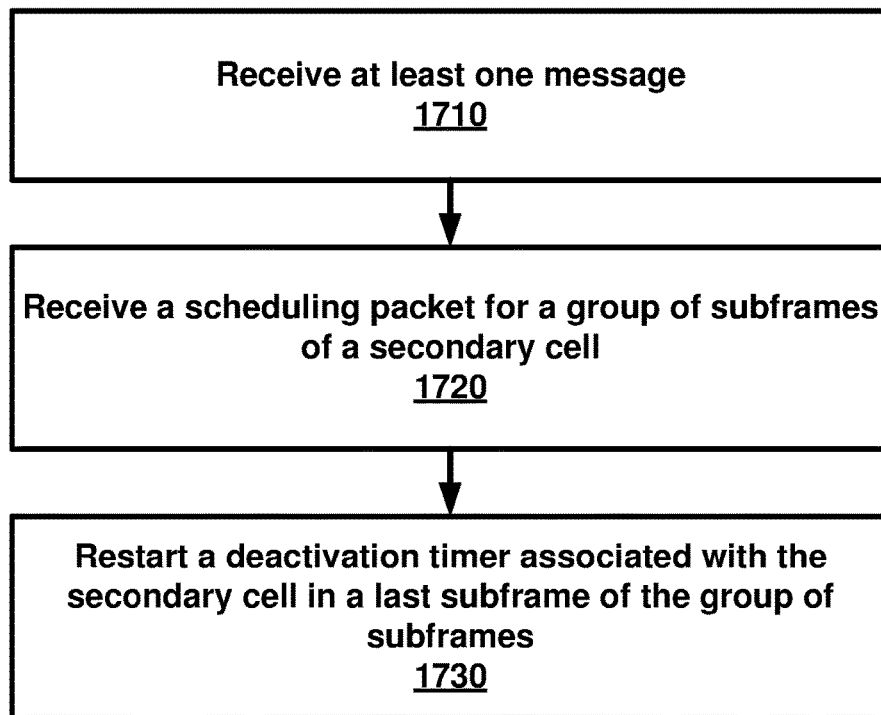 Receive at least one message
1710
Receive a scheduling packet for a group of subframes
of a secondary cell
1720
Restart a deactivation timer associated with the
secondary cell in a last subframe of the group of
subframes
1730